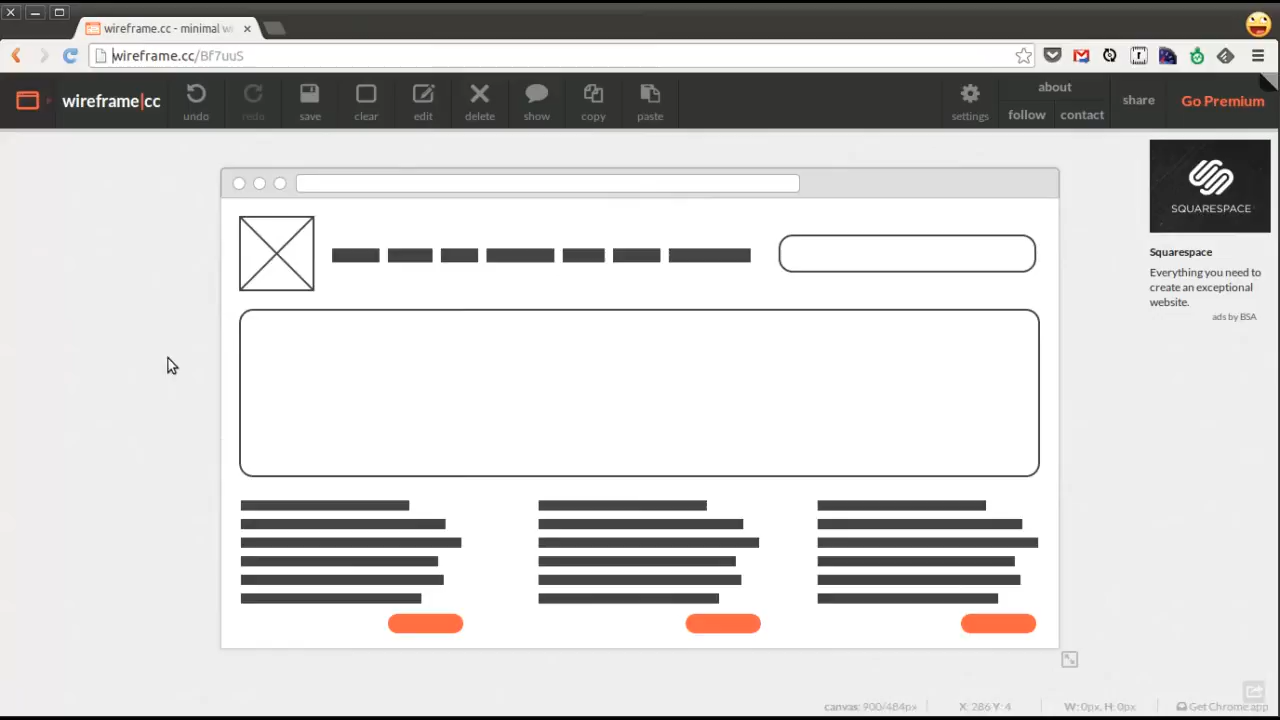 wireframe.cc - minimal w
wireframe.cc/Bf7uuS
wireframe|cc
undo
redo
save
clear
edit
delete
show
copy
paste
settings
about
follow
contact
share
Go Premium
SQUARESPACE
Squarespace
Everything you need to
create an exceptional
website.
ads by BSA
canvas: 900/484px
X: 286 Y: 4
W: 0px, H: 0px
Get Chrome app